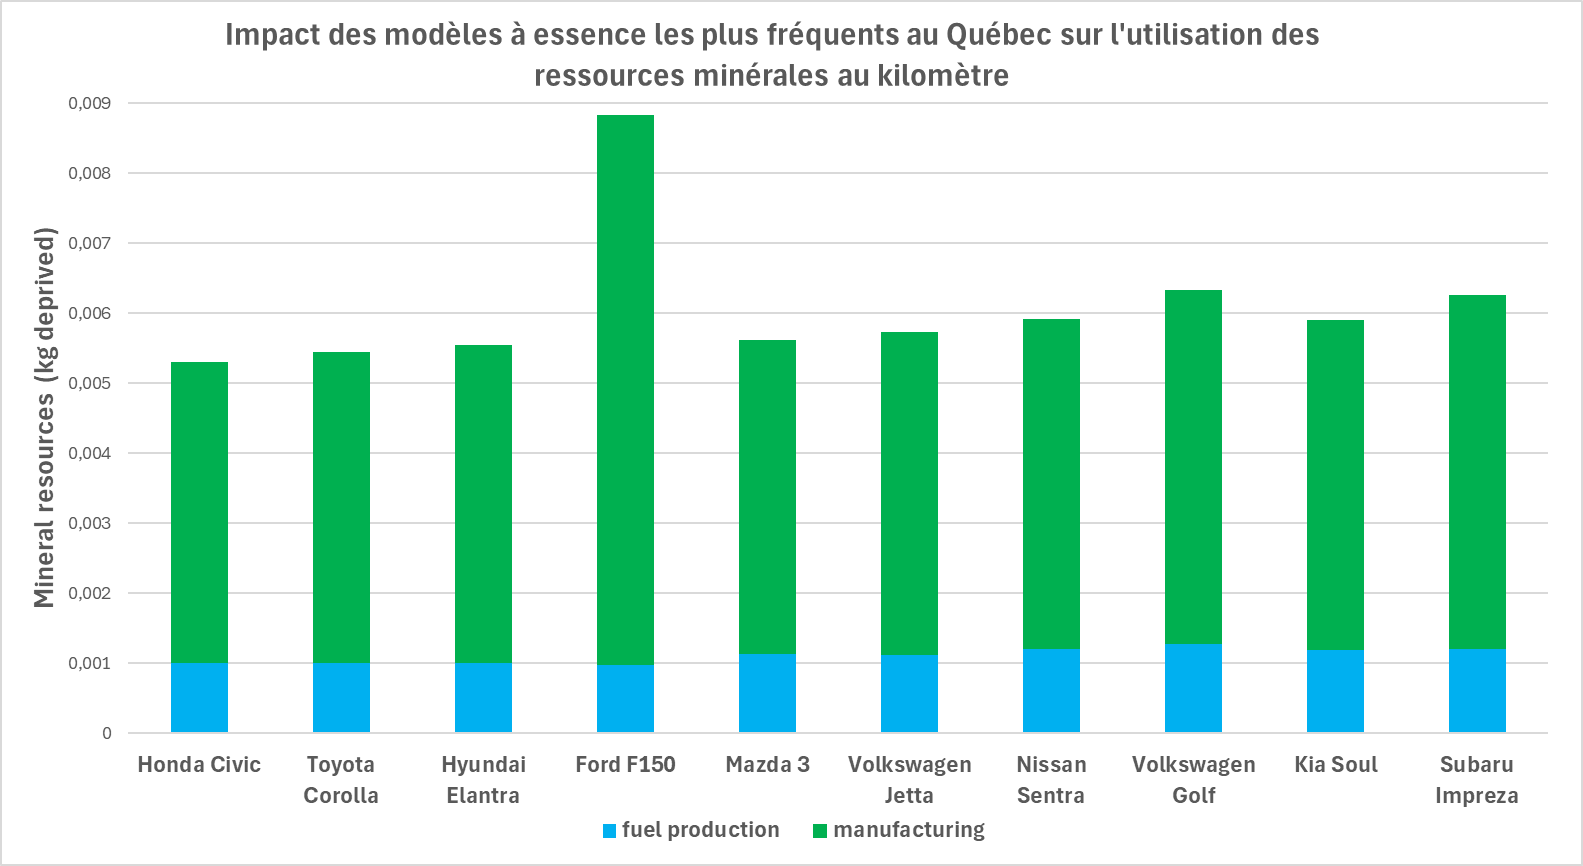 Impact des modèles à essence les plus fréquents au Québec sur l'utilisation des
ressources minérales au kilomètre
Mineral resources (kg deprived)
0,009
0,008
0,007
0,006
0,005
0,004
0,003
0,002
0,001
0
Honda Civic
Toyota
Corolla
Hyundai
Elantra
Ford F150
Mazda 3
Volkswagen
Jetta
Nissan
Sentra
Volkswagen
Golf
Kia Soul
Subaru
Impreza
fuel production
manufacturing